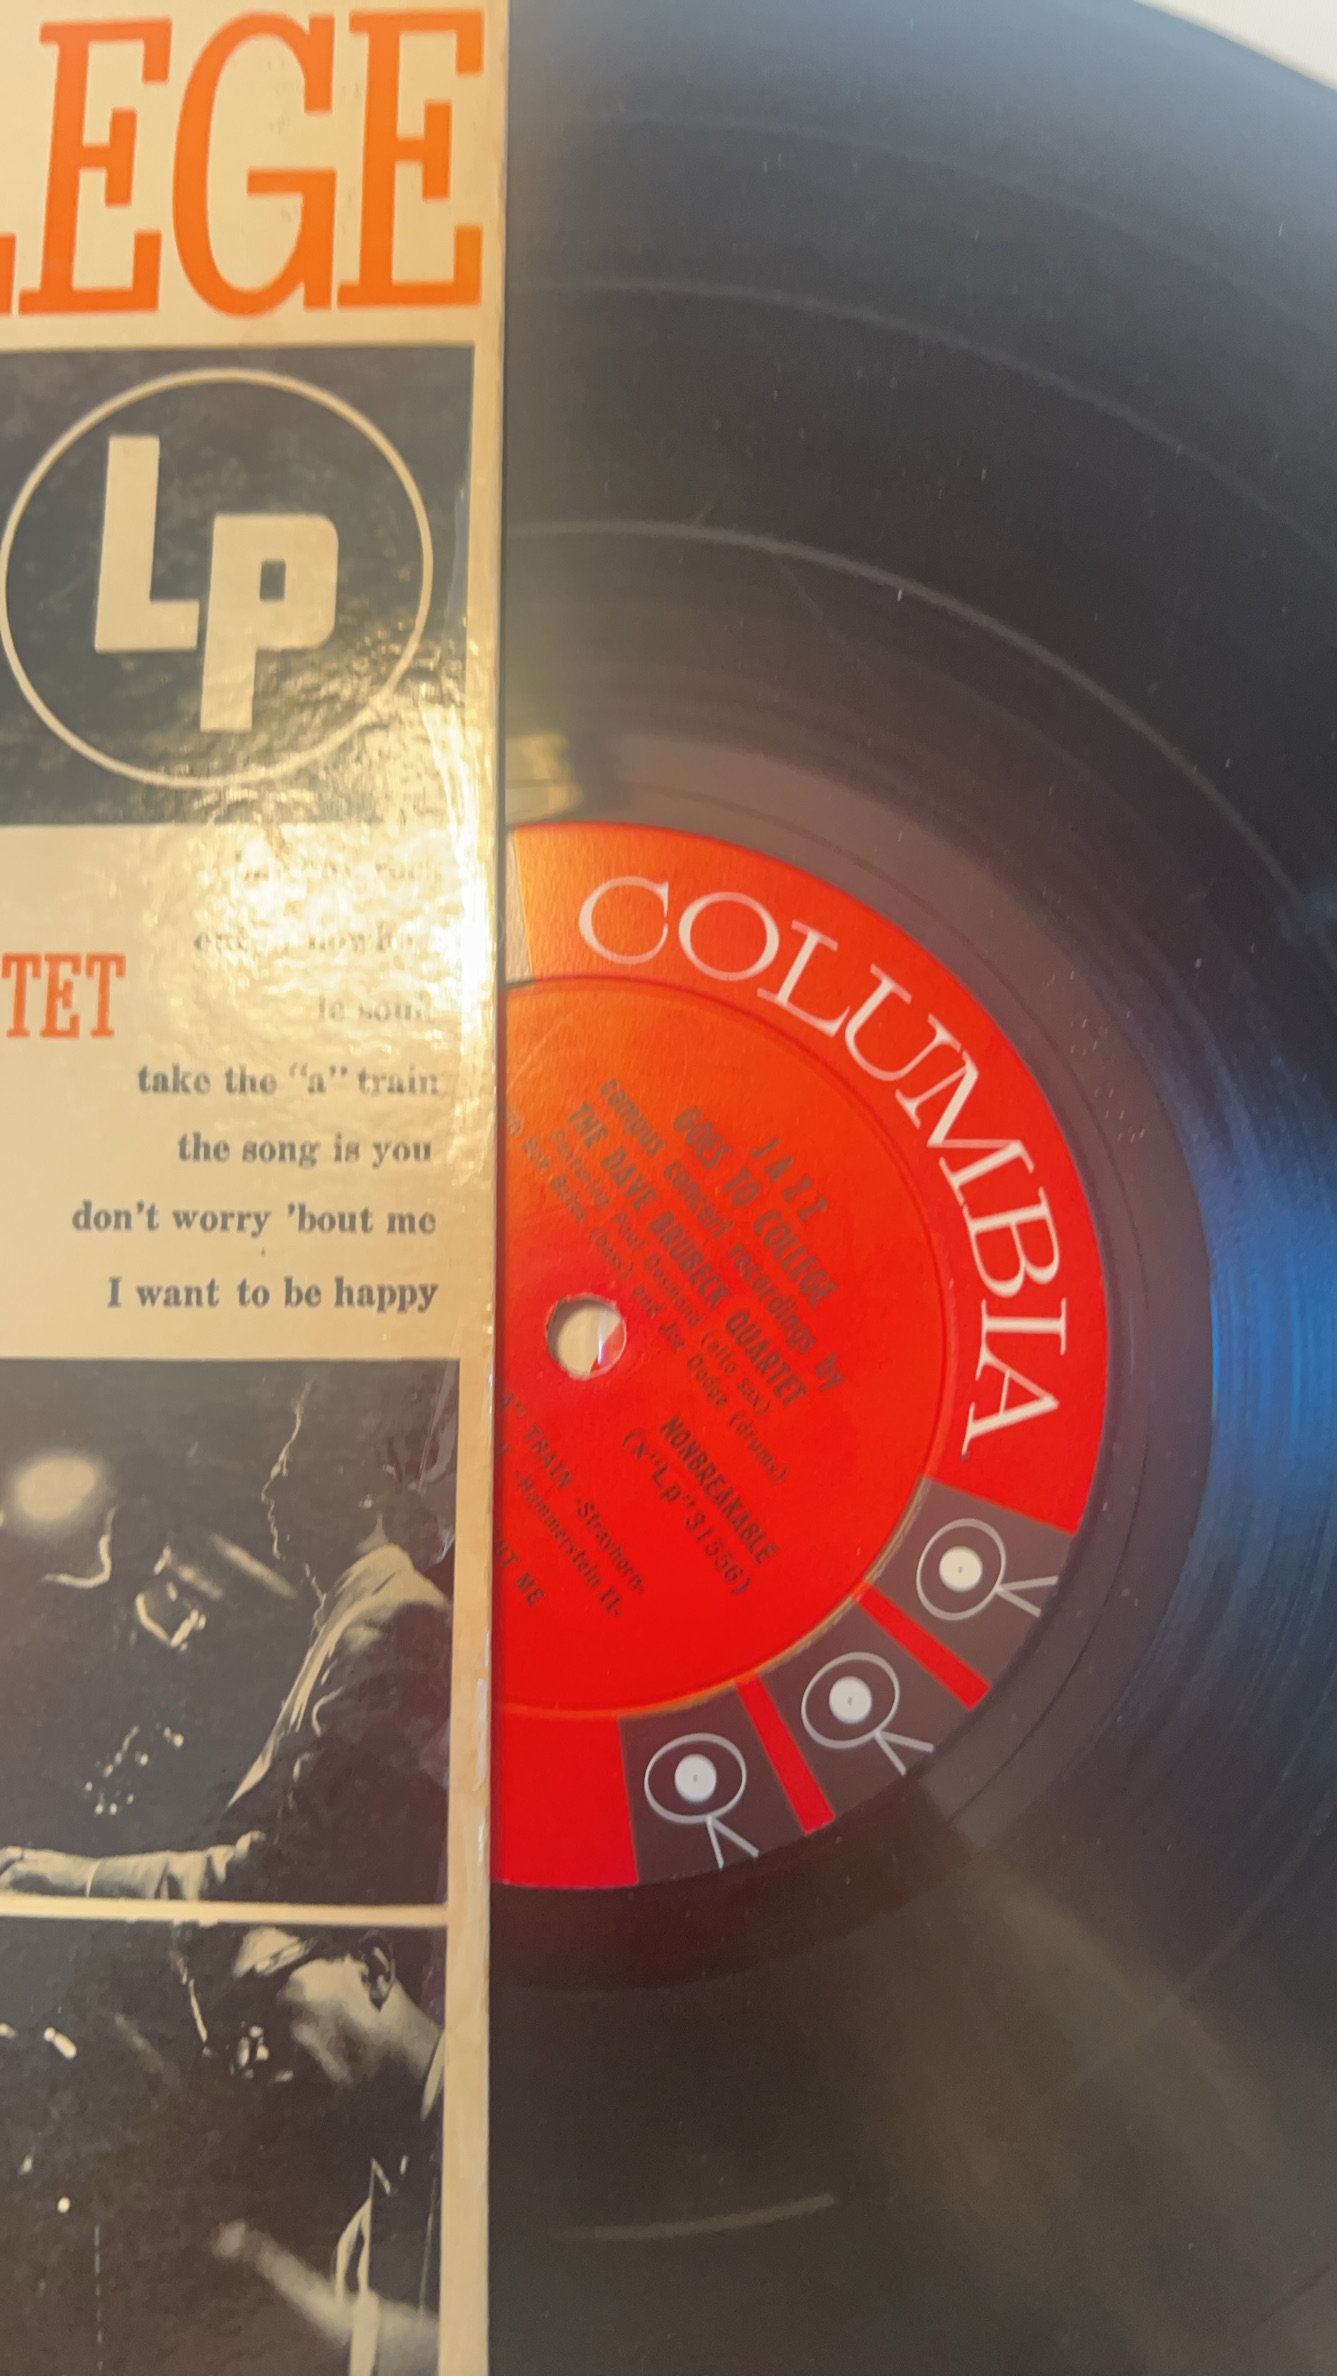 EGE
LP
take the “a” train
the song is you
don't worry 'bout me
I want to be happy
TET
COLUMBIA
JAZZ
GOES TO COLLEGE
campus concert recordings by
THE DAVE BRUBECK QUARTET
Featuring Paul Desmond (alto sax)
Bob Bates (bass) and Joe Dodge (drums)
NONBREAKABLE
(x"Lp"31556)
TRAIN -Strayhorn-
-Hammerstein II-
ME